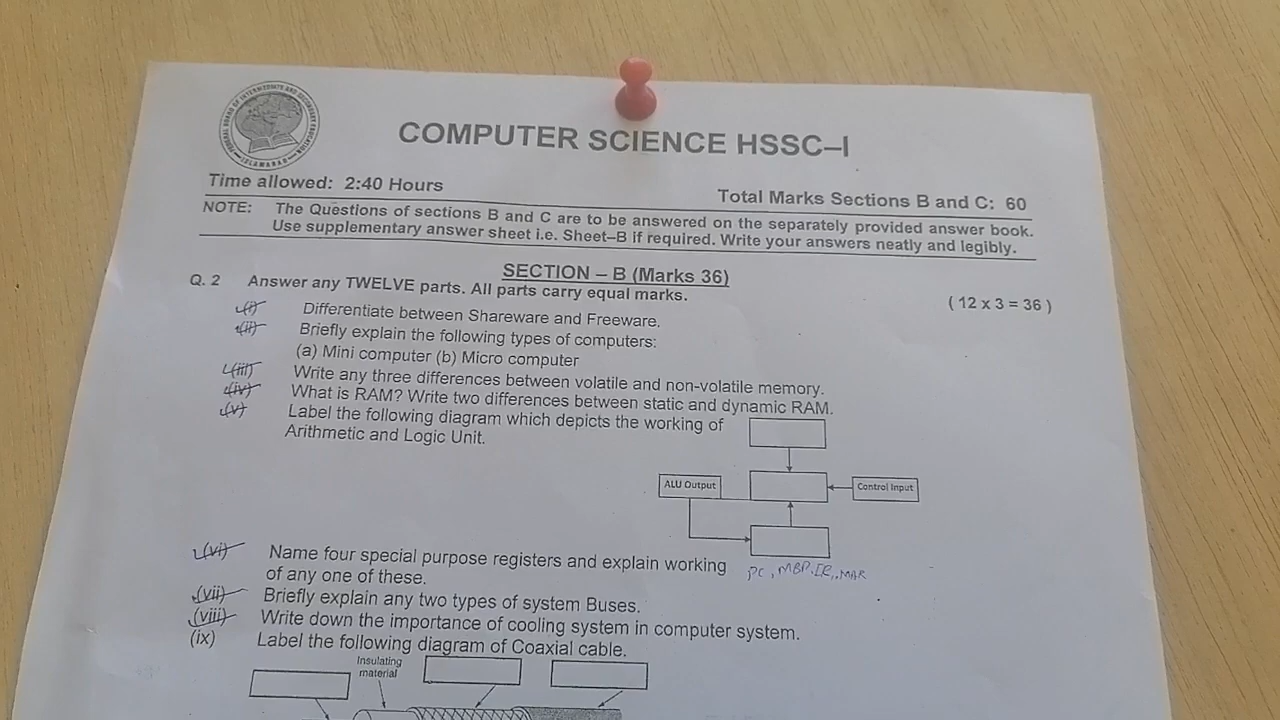 FEDERAL BOARD OF INTERMEDIATE AND SECONDARY EDUCATION
ISLAMABAD
COMPUTER SCIENCE HSSC–I
Time allowed: 2:40 Hours
Total Marks Sections B and C: 60
NOTE: The Questions of sections B and C are to be answered on the separately provided answer book.
Use supplementary answer sheet i.e. Sheet–B if required. Write your answers neatly and legibly.
SECTION – B (Marks 36)
Q. 2 Answer any TWELVE parts. All parts carry equal marks.
( 12 x 3 = 36 )
(i) Differentiate between Shareware and Freeware.
(ii) Briefly explain the following types of computers:
(a) Mini computer (b) Micro computer
(iii) Write any three differences between volatile and non-volatile memory.
(iv) What is RAM? Write two differences between static and dynamic RAM.
(v) Label the following diagram which depicts the working of
Arithmetic and Logic Unit.
ALU Output
Control Input
(vi) Name four special purpose registers and explain working
of any one of these.
PC, MBR, IR, MAR
(vii) Briefly explain any two types of system Buses.
(viii) Write down the importance of cooling system in computer system.
(ix) Label the following diagram of Coaxial cable.
Insulating
material